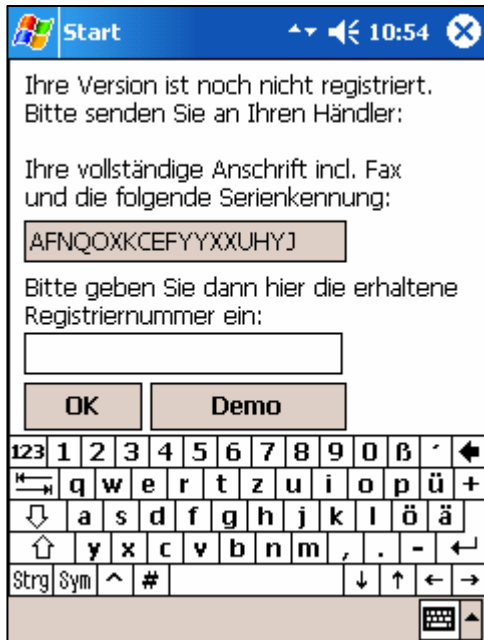 Start 10:54
Ihre Version ist noch nicht registriert.
Bitte senden Sie an Ihren Händler:
Ihre vollständige Anschrift incl. Fax
und die folgende Serienkennung:
AFNQOXKCEFYYXXUHYJ
Bitte geben Sie dann hier die erhaltene
Registriernummer ein:
OK Demo
123 1 2 3 4 5 6 7 8 9 0 ß ´
q w e r t z u i o p ü +
a s d f g h j k l ö ä
y x c v b n m , . -
Strg Sym ^ #